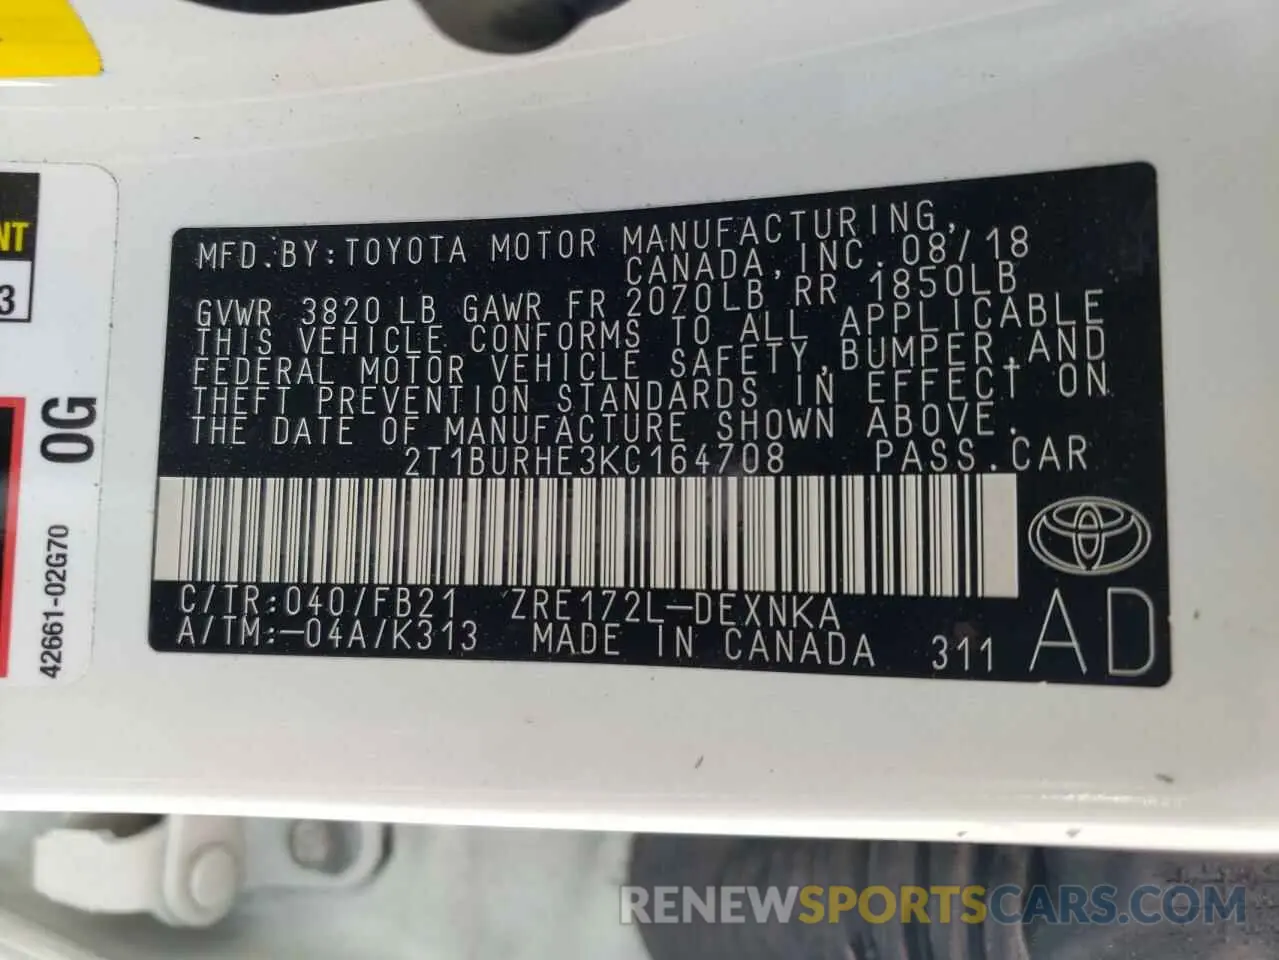 NT
3
0G
42661-02G70
MFD.BY:TOYOTA MOTOR MANUFACTURING,
CANADA,INC.08/18
GVWR 3820LB GAWR FR 2070LB RR 1850LB
THIS VEHICLE CONFORMS TO ALL APPLICABLE
FEDERAL MOTOR VEHICLE SAFETY,BUMPER,AND
THEFT PREVENTION STANDARDS IN EFFECT ON
THE DATE OF MANUFACTURE SHOWN ABOVE.
2T1BURHE3KC164708 PASS.CAR
C/TR:040/FB21 ZRE172L-DEXNKA
A/TM:-04A/K313 MADE IN CANADA 311
AD
RENEWSPORTSCARS.COM